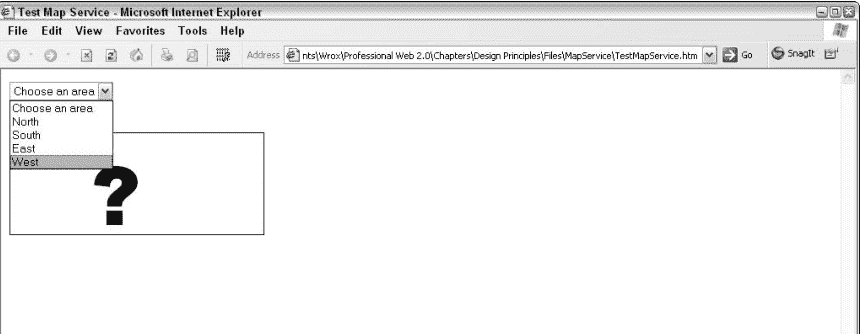 Test Map Service - Microsoft Internet Explorer
File Edit View Favorites Tools Help
Address nts\Wrox\Professional Web 2.0\Chapters\Design Principles\Files\MapService\TestMapService.htm Go SnagIt
Choose an area
Choose an area
North
South
East
West
?